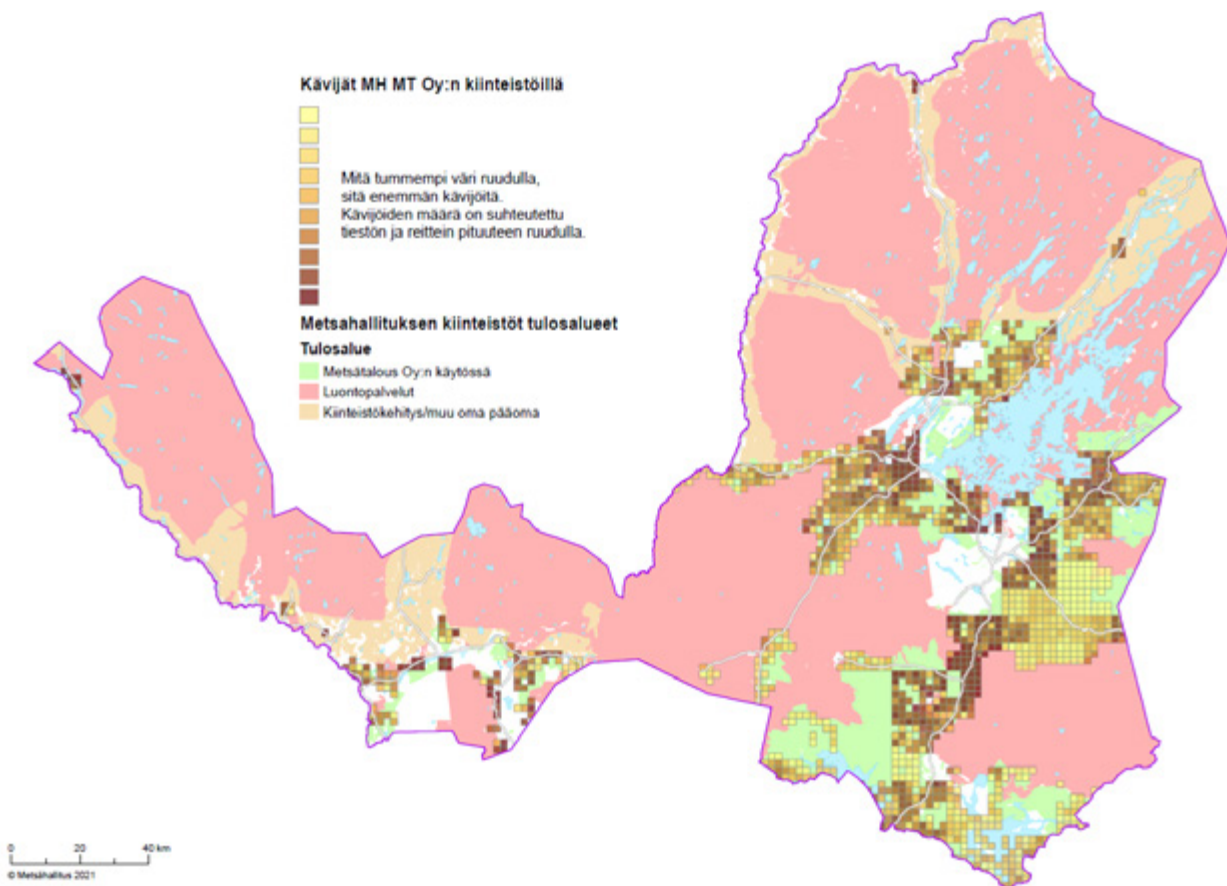 Kävijät MH MT Oy:n kiinteistöillä
Mitä tummempi väri ruudulla,
sitä enemmän kävijöitä.
Kävijöiden määrä on suhteutettu
tiestön ja reittein pituuteen ruudulla.
Metsahallituksen kiinteistöt tulosalueet
Tulosalue
Metsätalous Oy:n käytössä
Luontopalvelut
Kiinteistökehitys/muu oma pääoma
0 20 40 km
© Metsähallitus 2021